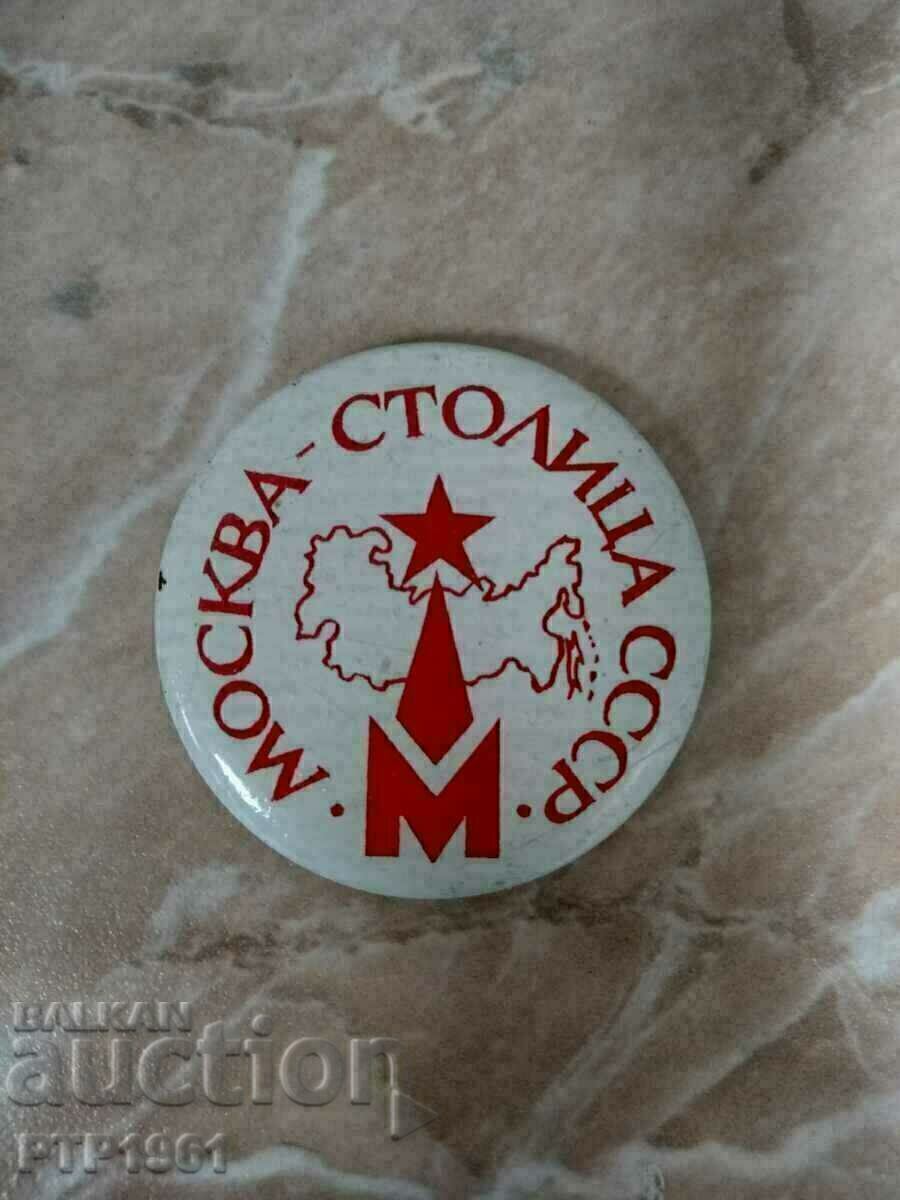 · МОСКВА - СТОЛИЦА СССР ·
М
BALKAN
auction
PTP1961